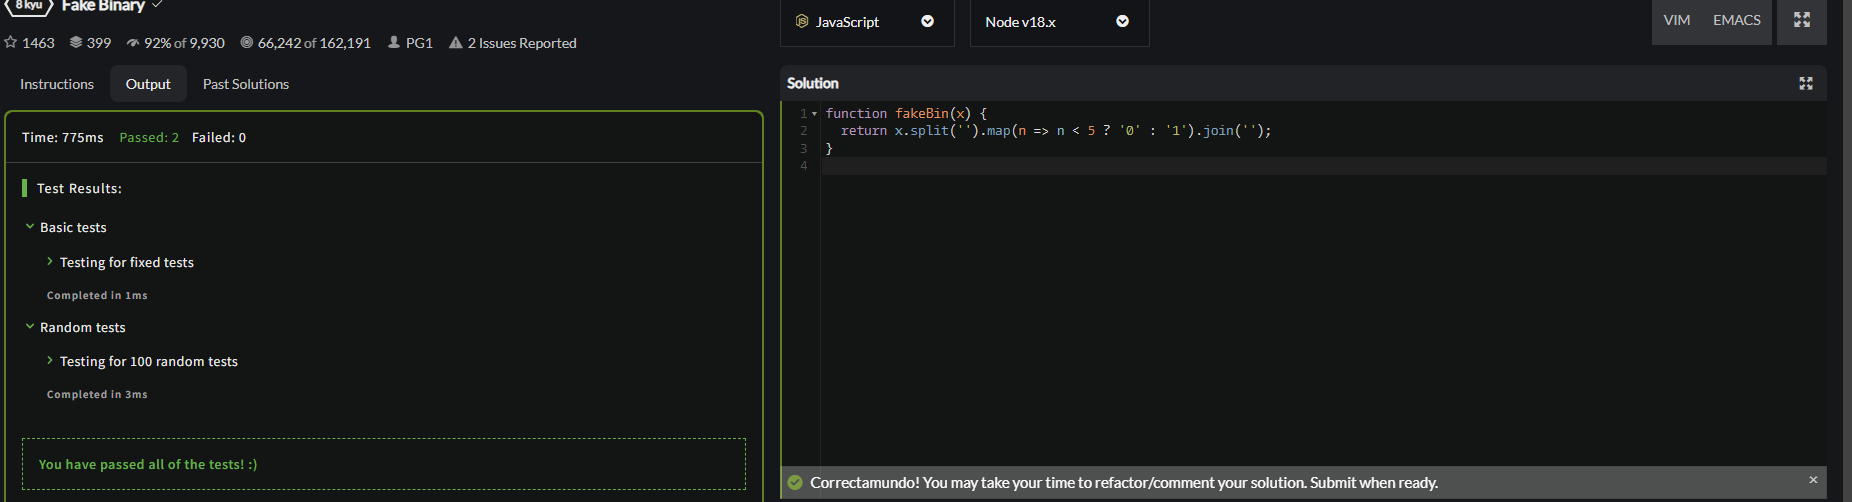 8 kyu Fake Binary
1463 399 92% of 9,930 66,242 of 162,191 PG1 2 Issues Reported
Instructions Output Past Solutions
Time: 775ms Passed: 2 Failed: 0
Test Results:
Basic tests
Testing for fixed tests
Completed in 1ms
Random tests
Testing for 100 random tests
Completed in 3ms
You have passed all of the tests! :)
JS JavaScript Node v18.x VIM EMACS
Solution
1 function fakeBin(x) {
2 return x.split('').map(n => n < 5 ? '0' : '1').join('');
3 }
4
Correctamundo! You may take your time to refactor/comment your solution. Submit when ready. ×